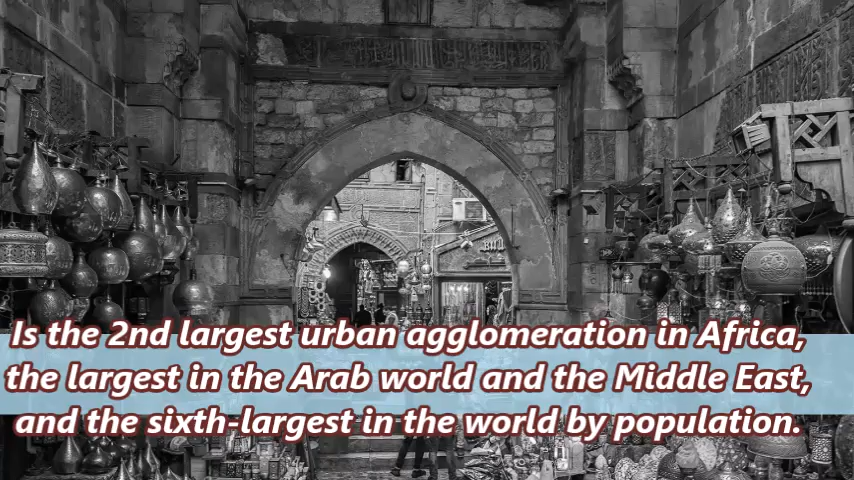 Is the 2nd largest urban agglomeration in Africa,
the largest in the Arab world and the Middle East,
and the sixth-largest in the world by population.